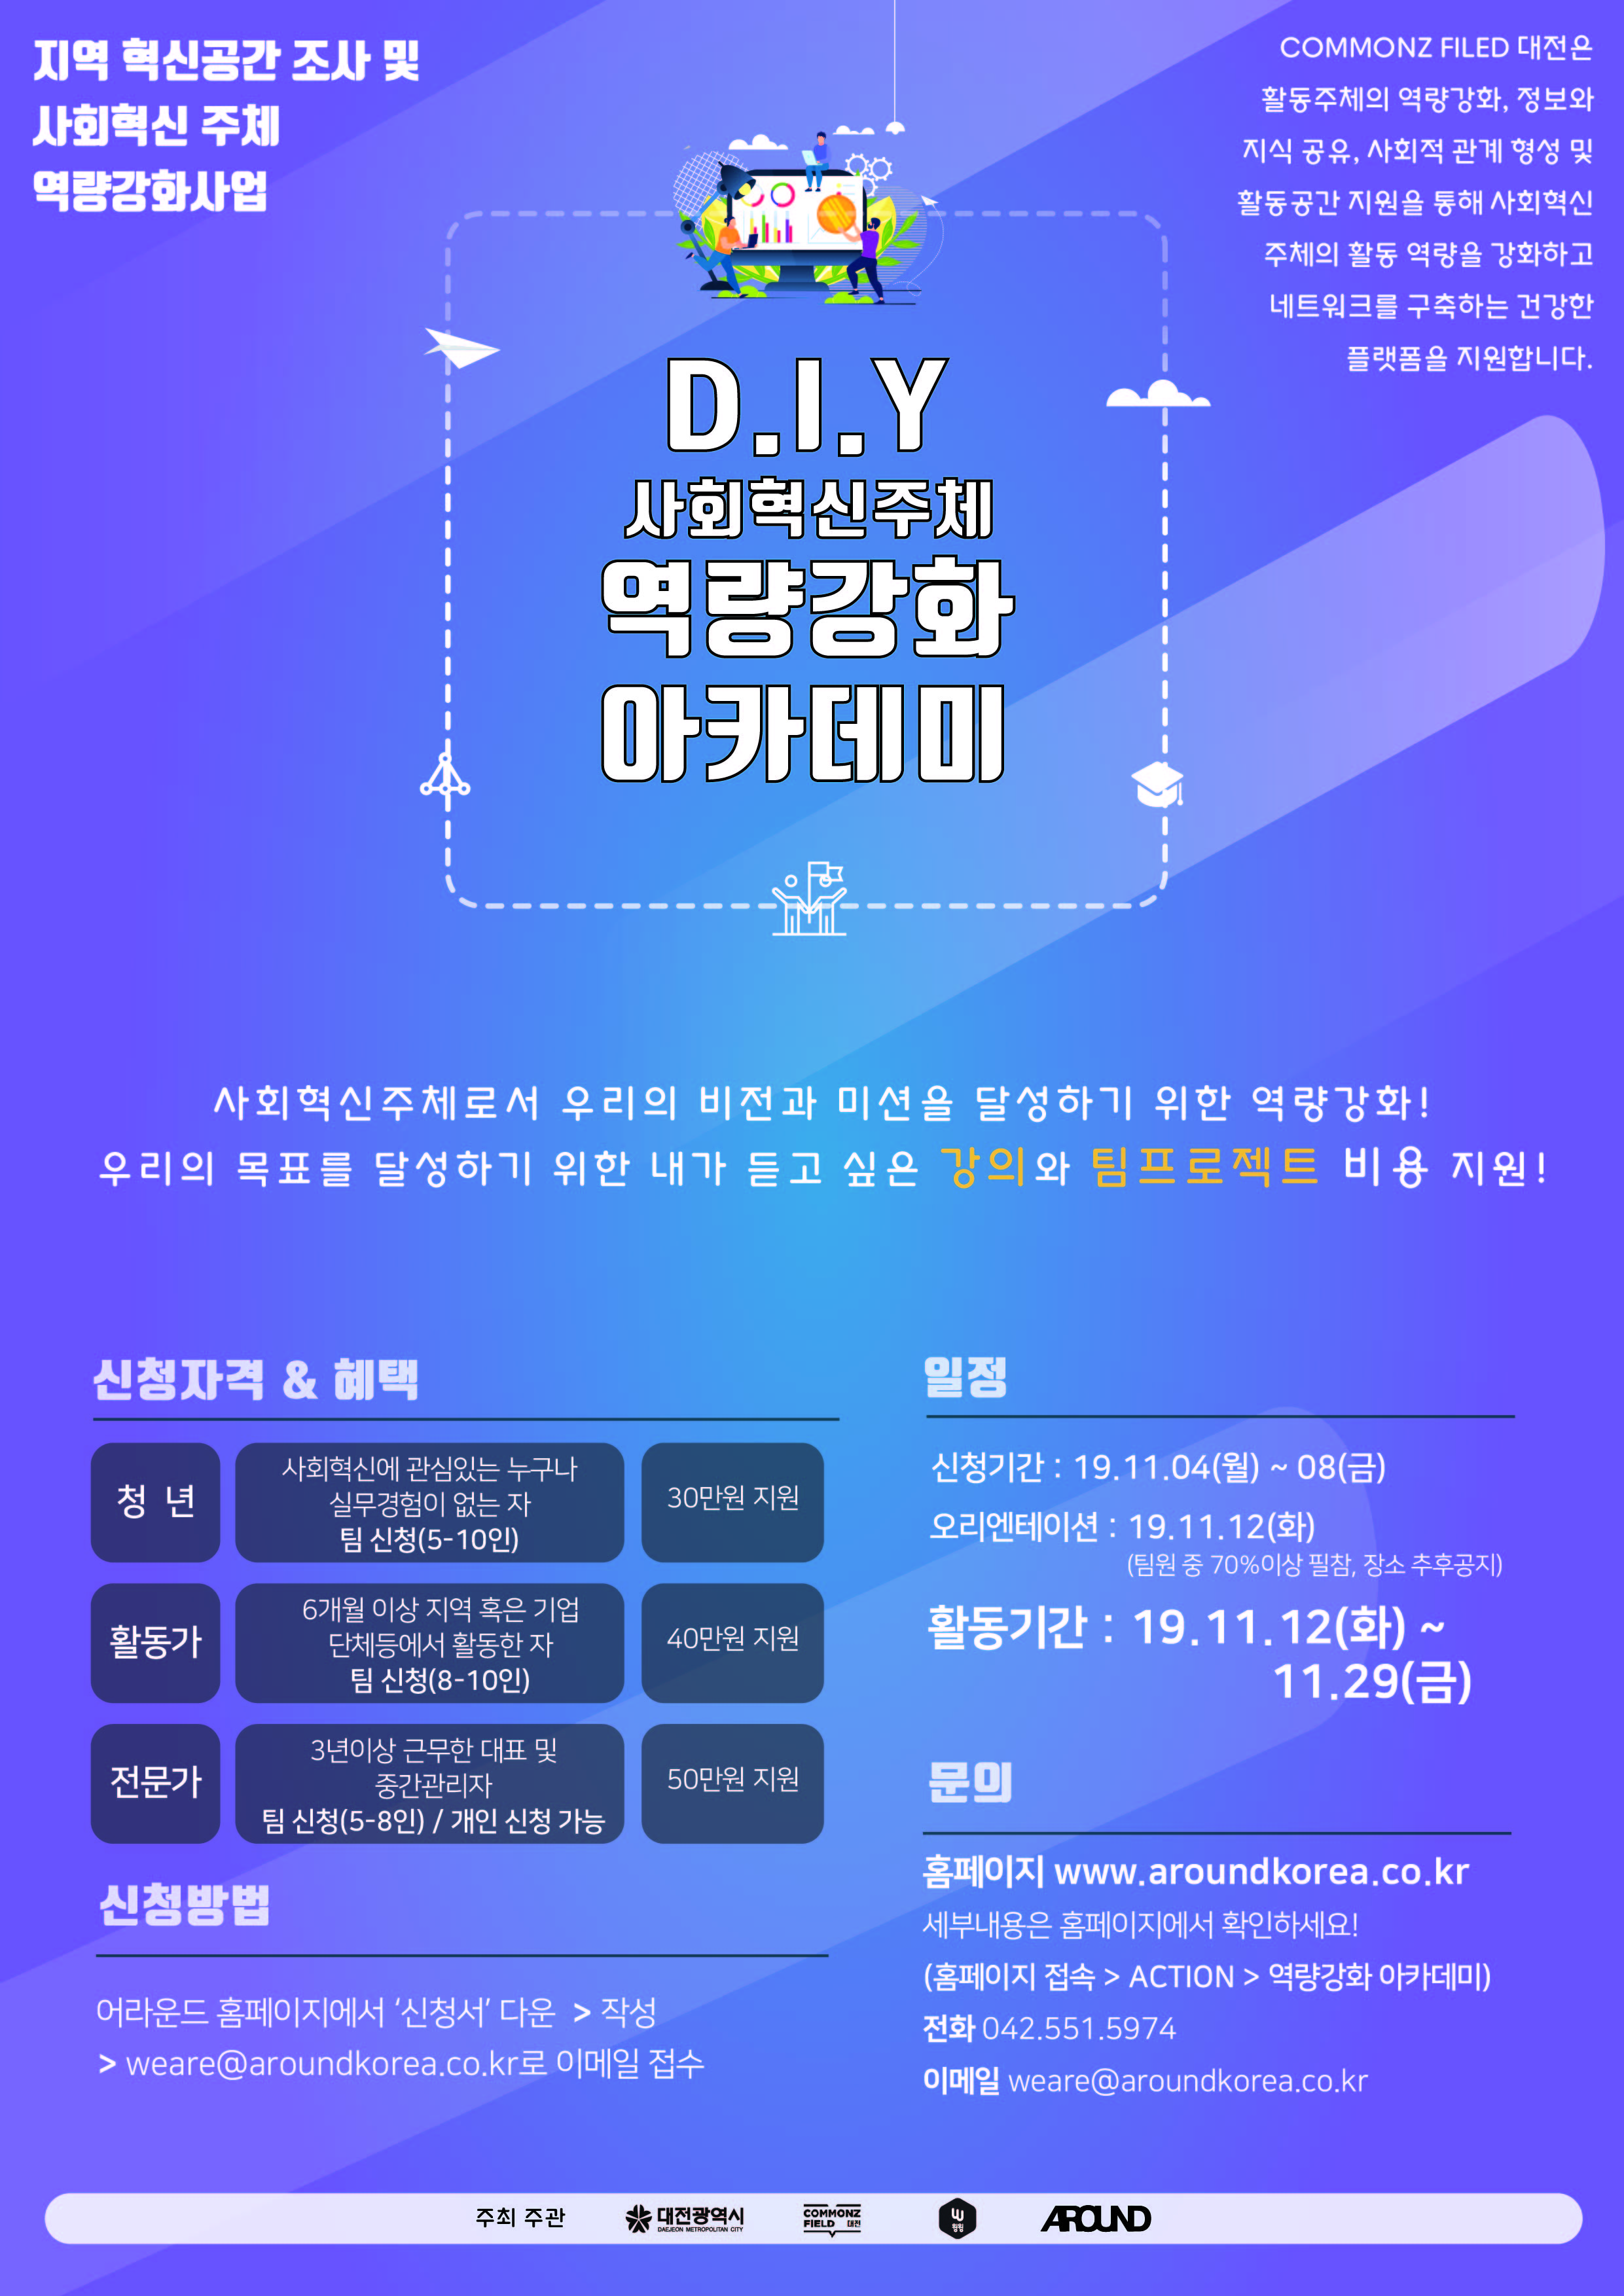 지역 혁신공간 조사 및
사회혁신 주체
역량강화사업
COMMONZ FILED 대전은
활동주체의 역량강화, 정보와
지식 공유, 사회적 관계 형성 및
활동공간 지원을 통해 사회혁신
주체의 활동 역량을 강화하고
네트워크를 구축하는 건강한
플랫폼을 지원합니다.
D.I.Y
사회혁신주체
역량강화
아카데미
사회혁신주체로서 우리의 비전과 미션을 달성하기 위한 역량강화!
우리의 목표를 달성하기 위한 내가 듣고 싶은 강의와 팀프로젝트 비용 지원!
신청자격 & 혜택
청 년
사회혁신에 관심있는 누구나
실무경험이 없는 자
팀 신청(5-10인)
30만원 지원
활동가
6개월 이상 지역 혹은 기업
단체등에서 활동한 자
팀 신청(8-10인)
40만원 지원
전문가
3년이상 근무한 대표 및
중간관리자
팀 신청(5-8인) / 개인 신청 가능
50만원 지원
신청방법
어라운드 홈페이지에서 ‘신청서’ 다운 > 작성
> weare@aroundkorea.co.kr로 이메일 접수
일정
신청기간 : 19.11.04(월) ~ 08(금)
오리엔테이션 : 19.11.12(화)
(팀원 중 70%이상 필참, 장소 추후공지)
활동기간 : 19.11.12(화) ~
11.29(금)
문의
홈페이지 www.aroundkorea.co.kr
세부내용은 홈페이지에서 확인하세요!
(홈페이지 접속 > ACTION > 역량강화 아카데미)
전화 042.551.5974
이메일 weare@aroundkorea.co.kr
주최 주관
대전광역시
DAEJEON METROPOLITAN CITY
COMMONZ
FIELD 대전
AROUND